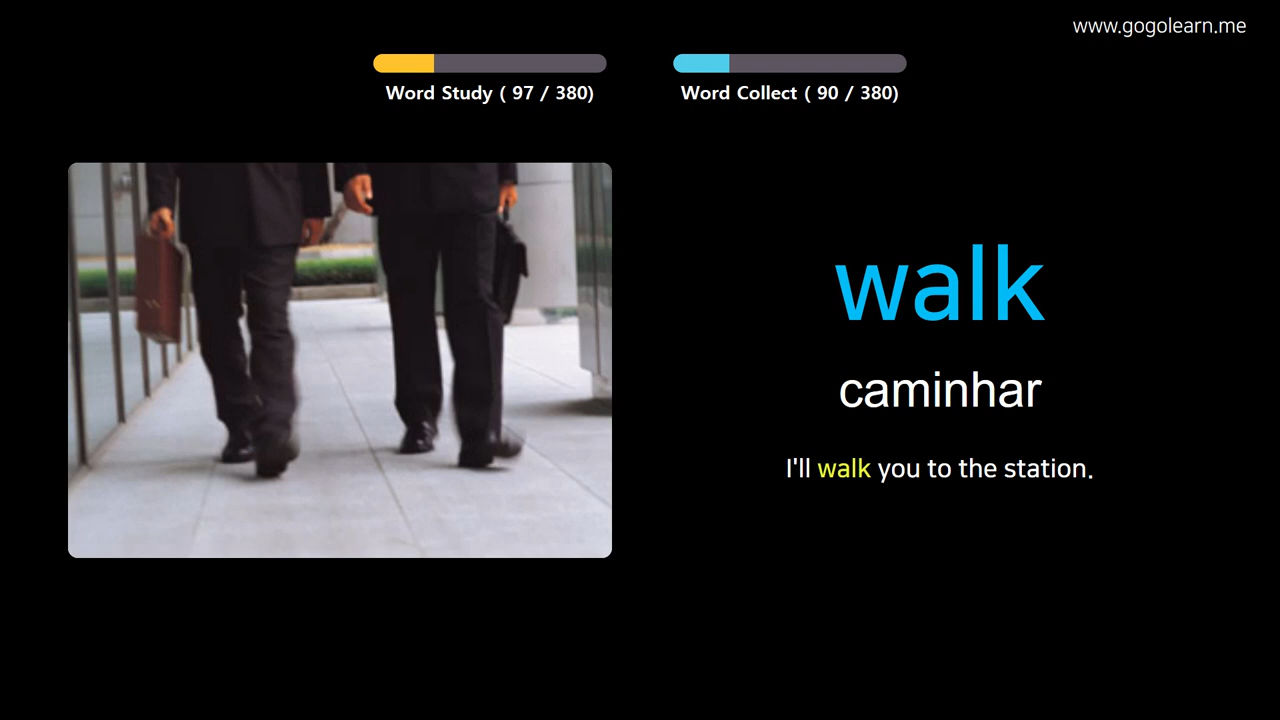 www.gogolearn.me
Word Study ( 97 / 380)
Word Collect ( 90 / 380)
walk
caminhar
I'll walk you to the station.